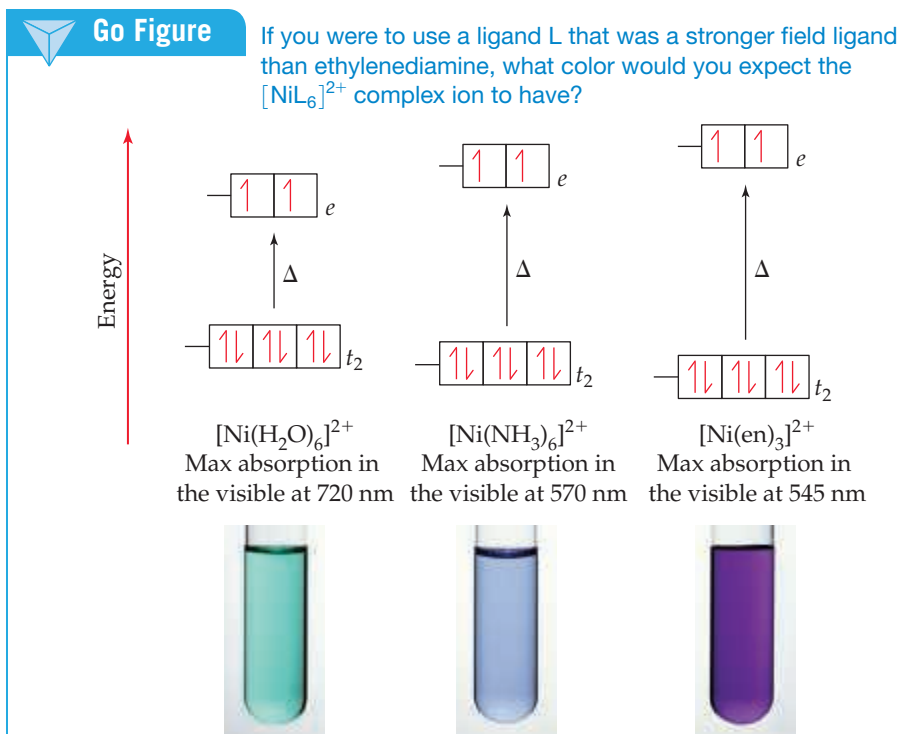 Go Figure
If you were to use a ligand L that was a stronger field ligand
than ethylenediamine, what color would you expect the
[NiL₆]²⁺ complex ion to have?
Energy
e
Δ
t₂
[Ni(H₂O)₆]²⁺
Max absorption in
the visible at 720 nm
e
Δ
t₂
[Ni(NH₃)₆]²⁺
Max absorption in
the visible at 570 nm
e
Δ
t₂
[Ni(en)₃]²⁺
Max absorption in
the visible at 545 nm